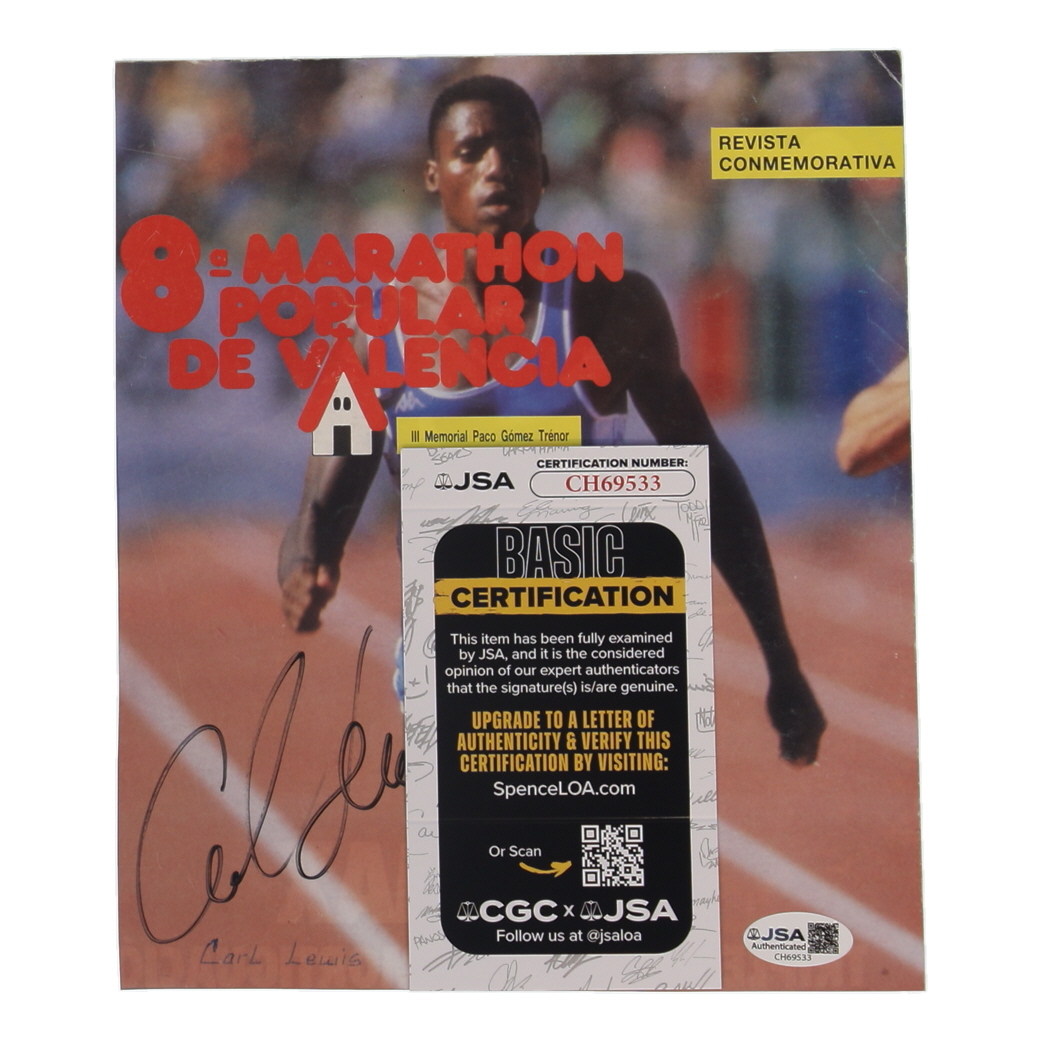 REVISTA
CONMEMORATIVA
8ª MARATHON
POPULAR
DE VALENCIA
III Memorial Paco Gómez Trénor
JSA
CERTIFICATION NUMBER:
CH69533
BASIC
CERTIFICATION
This item has been fully examined
by JSA, and it is the considered
opinion of our expert authenticators
that the signature(s) is/are genuine.
UPGRADE TO A LETTER OF
AUTHENTICITY & VERIFY THIS
CERTIFICATION BY VISITING:
SpenceLOA.com
Or Scan
CGC x JSA
Follow us at @jsaloa
Carl Lewis
Carl Lewis
JSA
Authenticated
CH69533